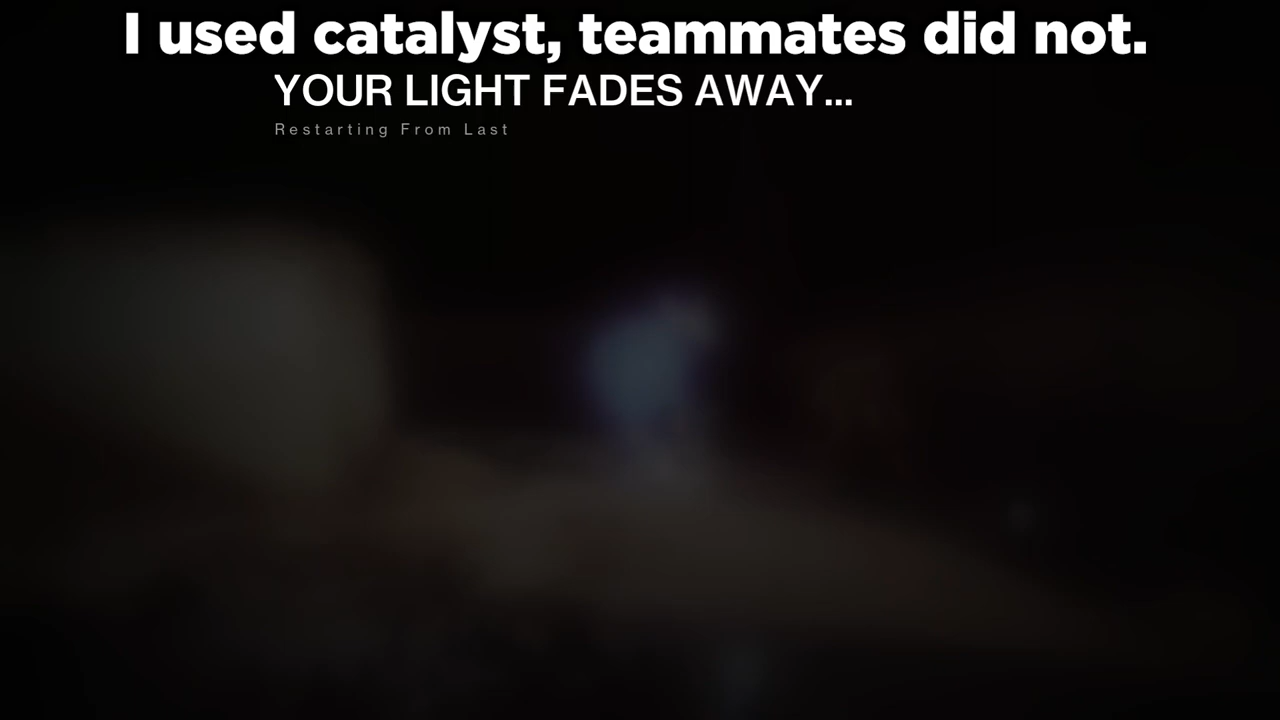 I used catalyst, teammates did not.
YOUR LIGHT FADES AWAY...
Restarting From Last